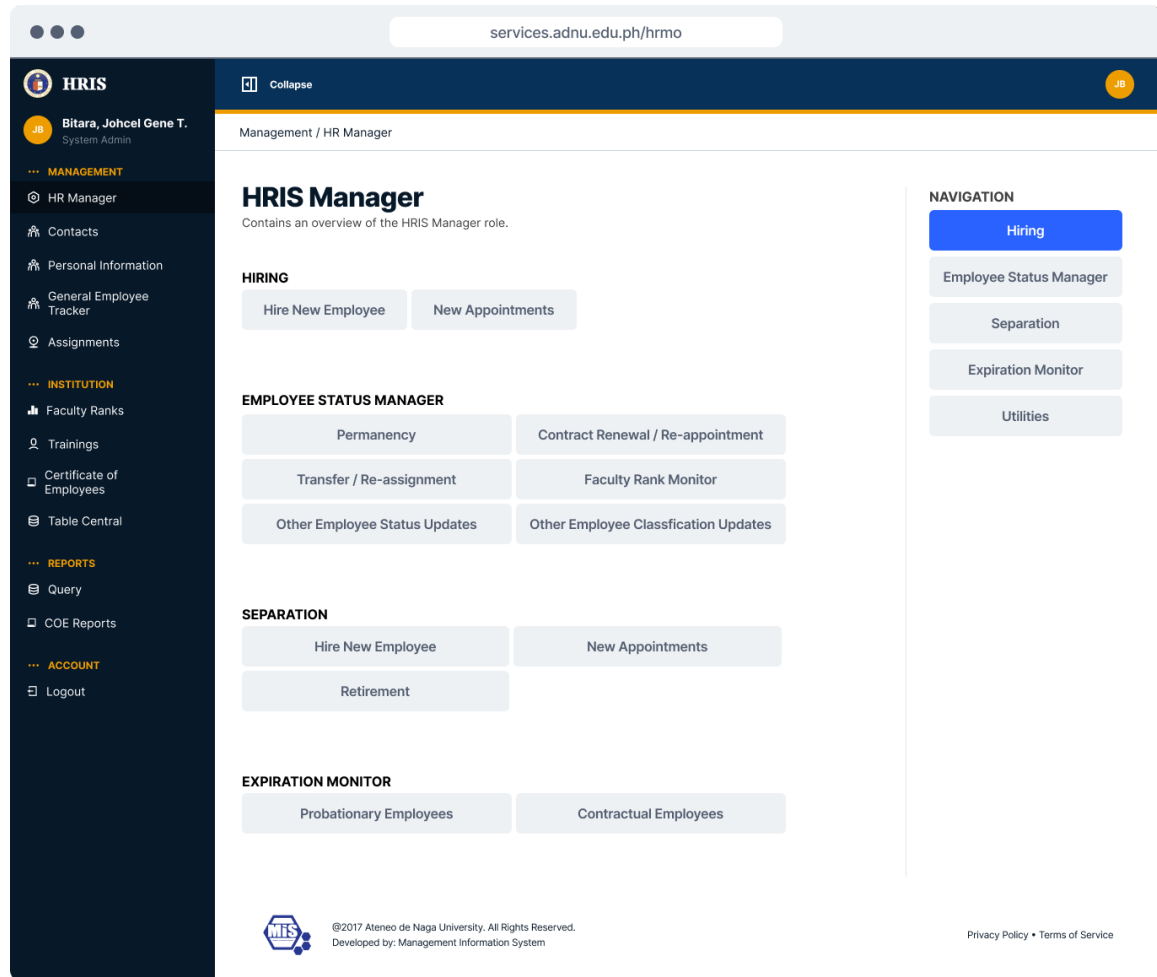 services.adnu.edu.ph/hrmo
HRIS
Collapse
JB
JB
Bitara, Johcel Gene T.
System Admin
Management / HR Manager
MANAGEMENT
HR Manager
Contacts
Personal Information
General Employee
Tracker
Assignments
INSTITUTION
Faculty Ranks
Trainings
Certificate of
Employees
Table Central
REPORTS
Query
COE Reports
ACCOUNT
Logout
HRIS Manager
Contains an overview of the HRIS Manager role.
HIRING
Hire New Employee
New Appointments
EMPLOYEE STATUS MANAGER
Permanency
Contract Renewal / Re-appointment
Transfer / Re-assignment
Faculty Rank Monitor
Other Employee Status Updates
Other Employee Classfication Updates
SEPARATION
Hire New Employee
New Appointments
Retirement
EXPIRATION MONITOR
Probationary Employees
Contractual Employees
NAVIGATION
Hiring
Employee Status Manager
Separation
Expiration Monitor
Utilities
MIS
@2017 Ateneo de Naga University. All Rights Reserved.
Developed by: Management Information System
Privacy Policy • Terms of Service